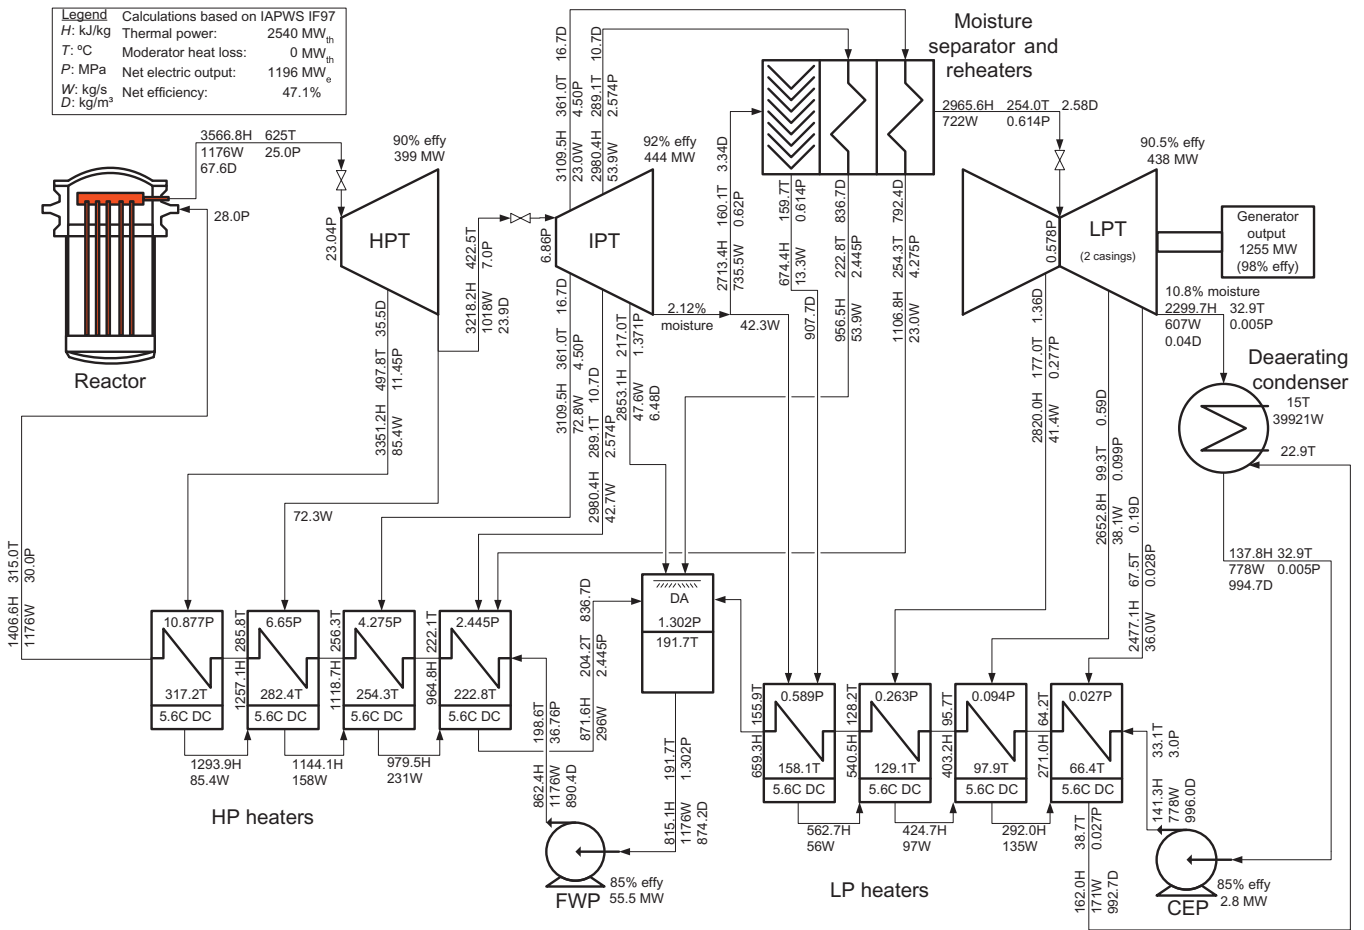 Legend Calculations based on IAPWS IF97
H: kJ/kg Thermal power: 2540 MWth
T: ºC Moderator heat loss: 0 MWth
P: MPa Net electric output: 1196 MWe
W: kg/s Net efficiency: 47.1%
D: kg/m³
3566.8H 625T
1176W 25.0P
67.6D
28.0P
Reactor
90% effy
399 MW
23.04P
HPT
3218.2H 422.5T
1018W 7.0P
23.9D
3351.2H 497.8T 35.5D
85.4W 11.45P
72.3W
3109.5H 361.0T 16.7D
23.0W 4.50P
2980.4H 289.1T 10.7D
53.9W 2.574P
92% effy
444 MW
6.86P
IPT
3109.5H 361.0T 16.7D
72.8W 4.50P
2980.4H 289.1T 10.7D
42.7W 2.574P
2853.1H 217.0T
47.6W 1.371P
6.48D
2.12%
moisture
42.3W
2713.4H 160.1T 3.34D
735.5W 0.62P
Moisture
separator and
reheaters
674.4H 159.7T
13.3W 0.614P
907.7D
956.5H 222.8T 836.7D
53.9W 2.445P
1106.8H 254.3T 792.4D
23.0W 4.275P
2965.6H 254.0T 2.58D
722W 0.614P
90.5% effy
438 MW
0.578P
LPT
(2 casings)
Generator
output
1255 MW
(98% effy)
10.8% moisture
2299.7H 32.9T
607W 0.005P
0.04D
Deaerating
condenser
15T
39921W
22.9T
2820.0H 177.0T 1.36D
41.4W 0.277P
2652.8H 99.3T 0.59D
38.1W 0.099P
2477.1H 67.5T 0.19D
36.0W 0.028P
137.8H 32.9T
778W 0.005P
994.7D
1406.6H 315.0T
1176W 30.0P
10.877P
317.2T
5.6C DC
1257.1H 285.8T
6.65P
282.4T
5.6C DC
1118.7H 256.3T
4.275P
254.3T
5.6C DC
964.8H 222.1T
2.445P
222.8T
5.6C DC
1293.9H
85.4W
1144.1H
158W
979.5H
231W
HP heaters
862.4H 198.6T
1176W 36.76P
890.4D
871.6H 204.2T 836.7D
296W 2.445P
DA
1.302P
191.7T
815.1H 191.7T
1176W 1.302P
874.2D
85% effy
55.5 MW
FWP
659.3H 155.9T
0.589P
158.1T
5.6C DC
540.5H 128.2T
0.263P
129.1T
5.6C DC
403.2H 95.7T
0.094P
97.9T
5.6C DC
271.0H 64.2T
0.027P
66.4T
5.6C DC
562.7H
56W
424.7H
97W
292.0H
135W
LP heaters
162.0H 38.7T
171W 0.027P
992.7D
141.3H 33.1T
778W 3.0P
996.0D
85% effy
2.8 MW
CEP